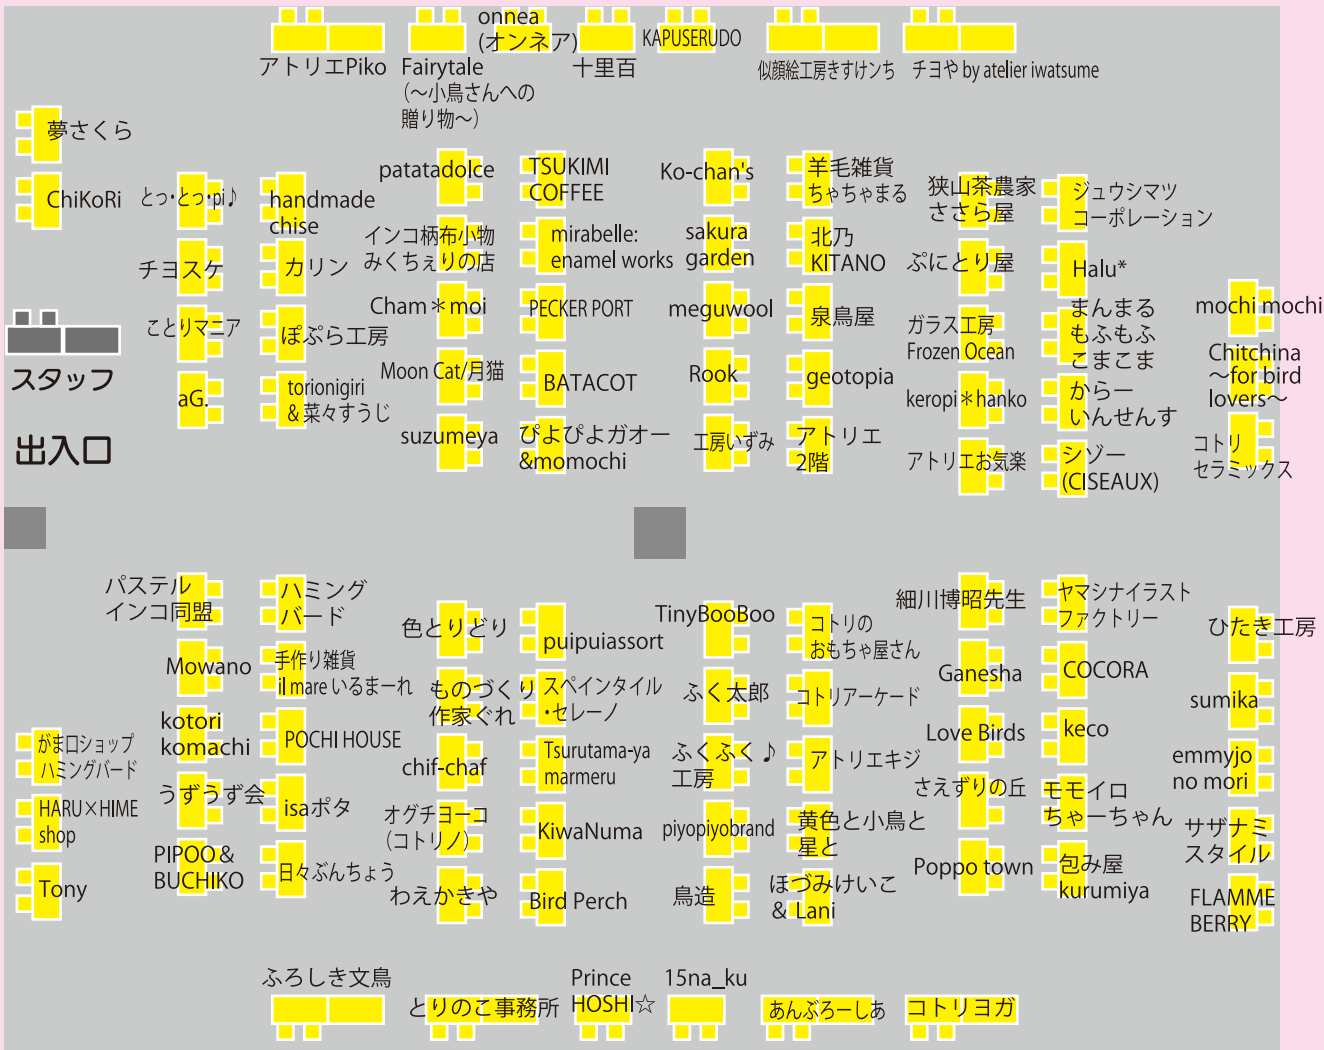 アトリエPiko
Fairytale
(〜小鳥さんへの
贈り物〜)
onnea
(オンネア)
十里百
KAPUSERUDO
似顔絵工房きすけんち
チヨや by atelier iwatsume
夢さくら
ChiKoRi
スタッフ
出入口
とっ・とっ・pi♪
チヨスケ
ことりマニア
aG.
handmade
chise
カリン
ぽぷら工房
torionigiri
& 菜々すうじ
patatadolce
インコ柄布小物
みくちぇりの店
Cham＊moi
Moon Cat/月猫
suzumeya
TSUKIMI
COFFEE
mirabelle:
enamel works
PECKER PORT
BATACOT
ぴよぴよガオー
&momochi
Ko-chan's
sakura
garden
meguwool
Rook
工房いずみ
羊毛雑貨
ちゃちゃまる
北乃
KITANO
泉鳥屋
geotopia
アトリエ
2階
狭山茶農家
ささら屋
ぷにとり屋
ガラス工房
Frozen Ocean
keropi＊hanko
アトリエお気楽
ジュウシマツ
コーポレーション
Halu*
まんまる
もふもふ
こまこま
からー
いんせんす
シゾー
(CISEAUX)
mochi mochi
Chitchina
〜for bird
lovers〜
コトリ
セラミックス
がま口ショップ
ハミングバード
HARU×HIME
shop
Tony
パステル
インコ同盟
Mowano
kotori
komachi
うずうず会
PIPOO＆
BUCHIKO
ハミング
バード
手作り雑貨
il mare いるまーれ
POCHI HOUSE
isaポタ
日々ぶんちょう
色とりどり
ものづくり
作家ぐれ
chif-chaf
オグチヨーコ
(コトリノ)
わえかきや
puipuiassort
スペインタイル
・セレーノ
Tsurutama-ya
marmeru
KiwaNuma
Bird Perch
TinyBooBoo
ふく太郎
ふくふく♪
工房
piyopiyobrand
鳥造
コトリの
おもちゃ屋さん
コトリアーケード
アトリエキジ
黄色と小鳥と
星と
ほづみけいこ
& Lani
細川博昭先生
Ganesha
Love Birds
さえずりの丘
Poppo town
ヤマシナイラスト
ファクトリー
COCORA
keco
モモイロ
ちゃーちゃん
包み屋
kurumiya
ひたき工房
sumika
emmyjo
no mori
サザナミ
スタイル
FLAMME
BERRY
ふろしき文鳥
とりのこ事務所
Prince
HOSHI☆
15na_ku
あんぶろーしあ
コトリヨガ